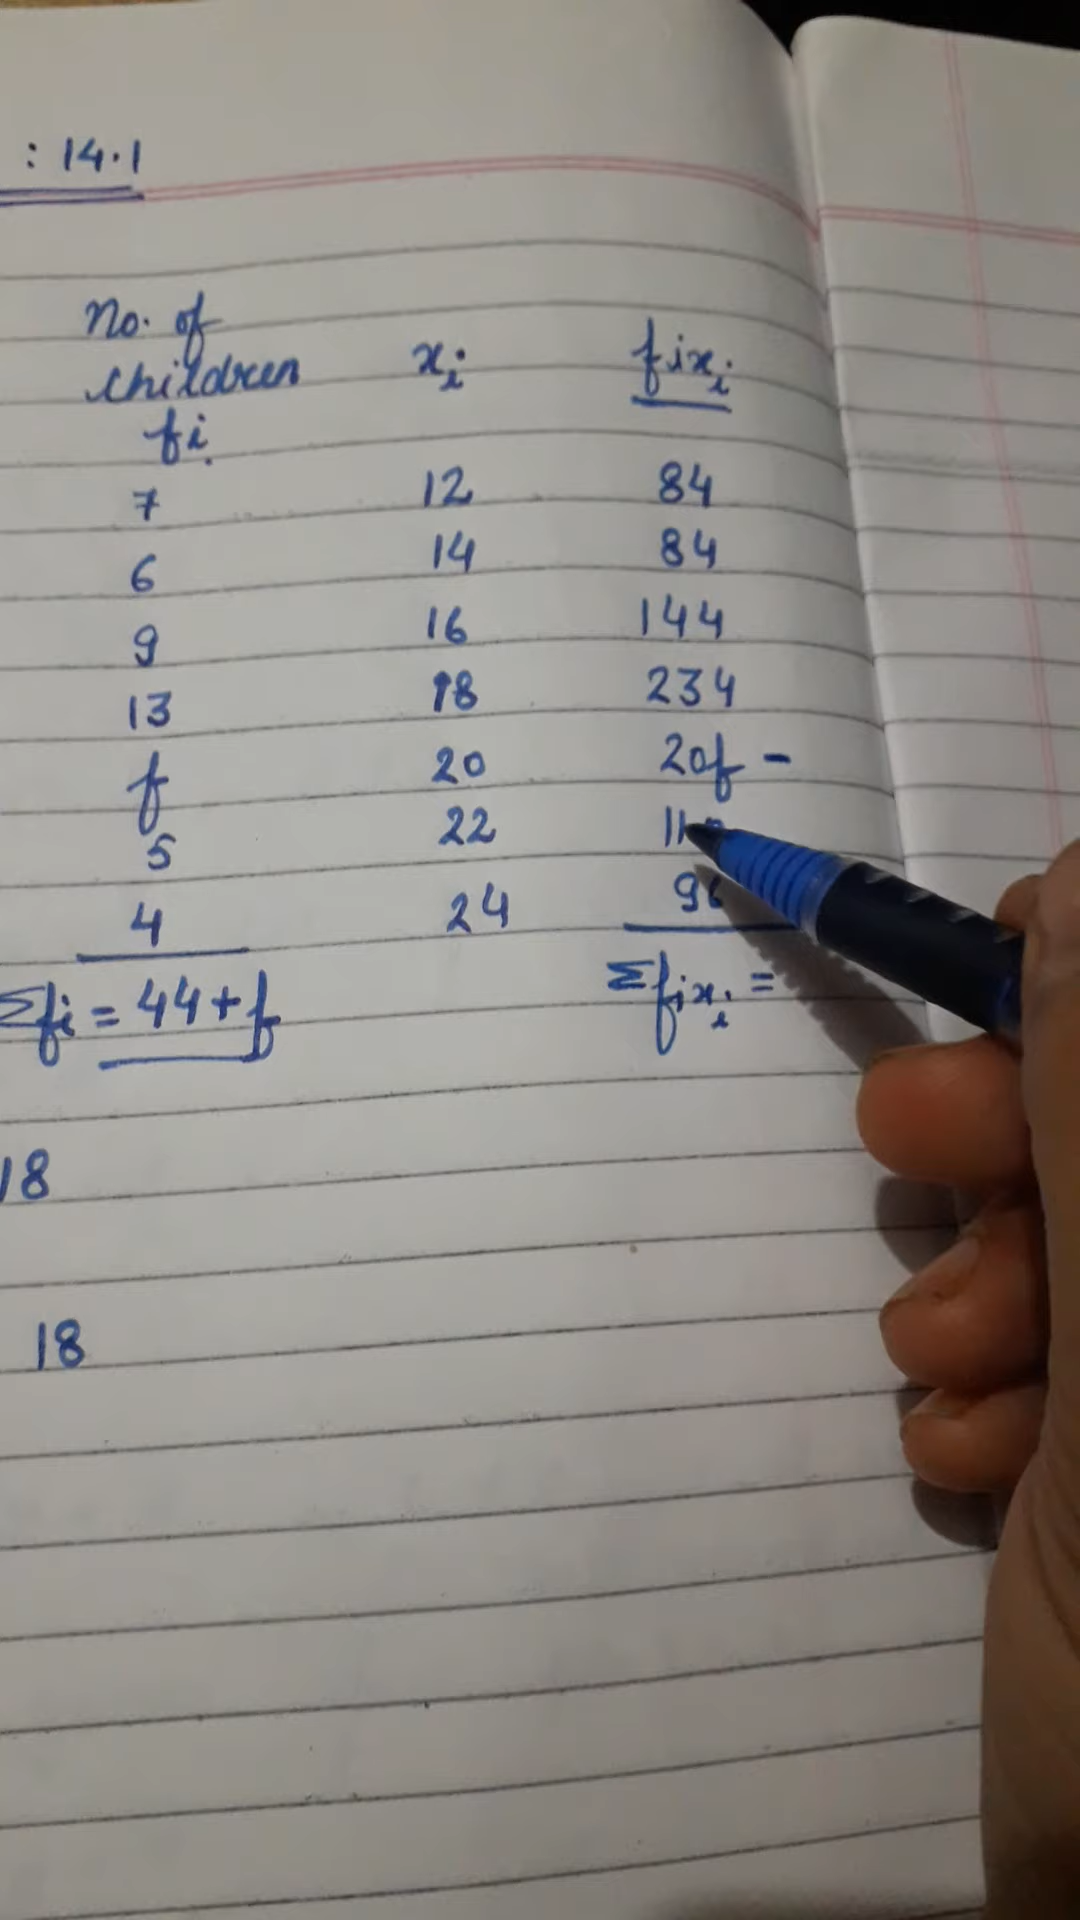 : 14.1
No. of
children
fi
xi
fixi
7 12 84
6 14 84
9 16 144
13 18 234
f 20 20f -
5 22
4 24 96
Σfi = 44+f
Σfixi =
18
18